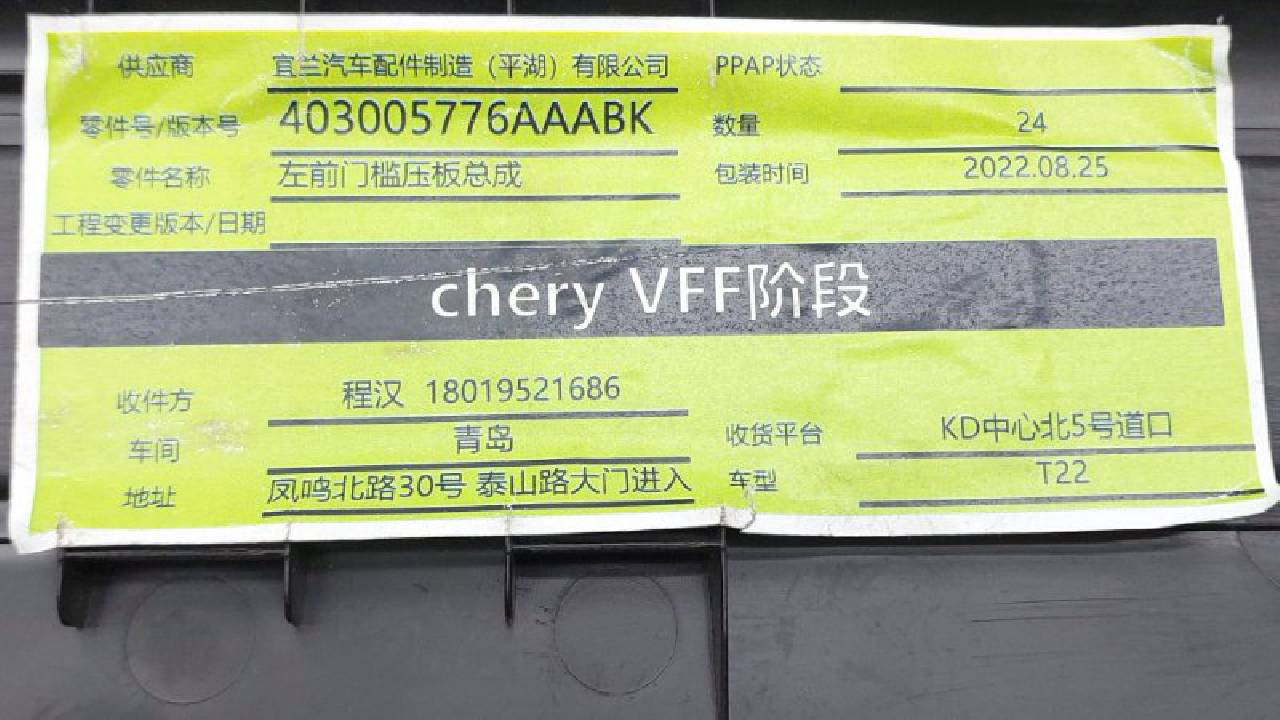 供应商 宜兰汽车配件制造（平湖）有限公司 PPAP状态
零件号/版本号 403005776AAABK 数量 24
零件名称 左前门槛压板总成 包装时间 2022.08.25
工程变更版本/日期
chery VFF阶段
收件方 程汉 18019521686
车间 青岛 收货平台 KD中心北5号道口
地址 凤鸣北路30号 泰山路大门进入 车型 T22